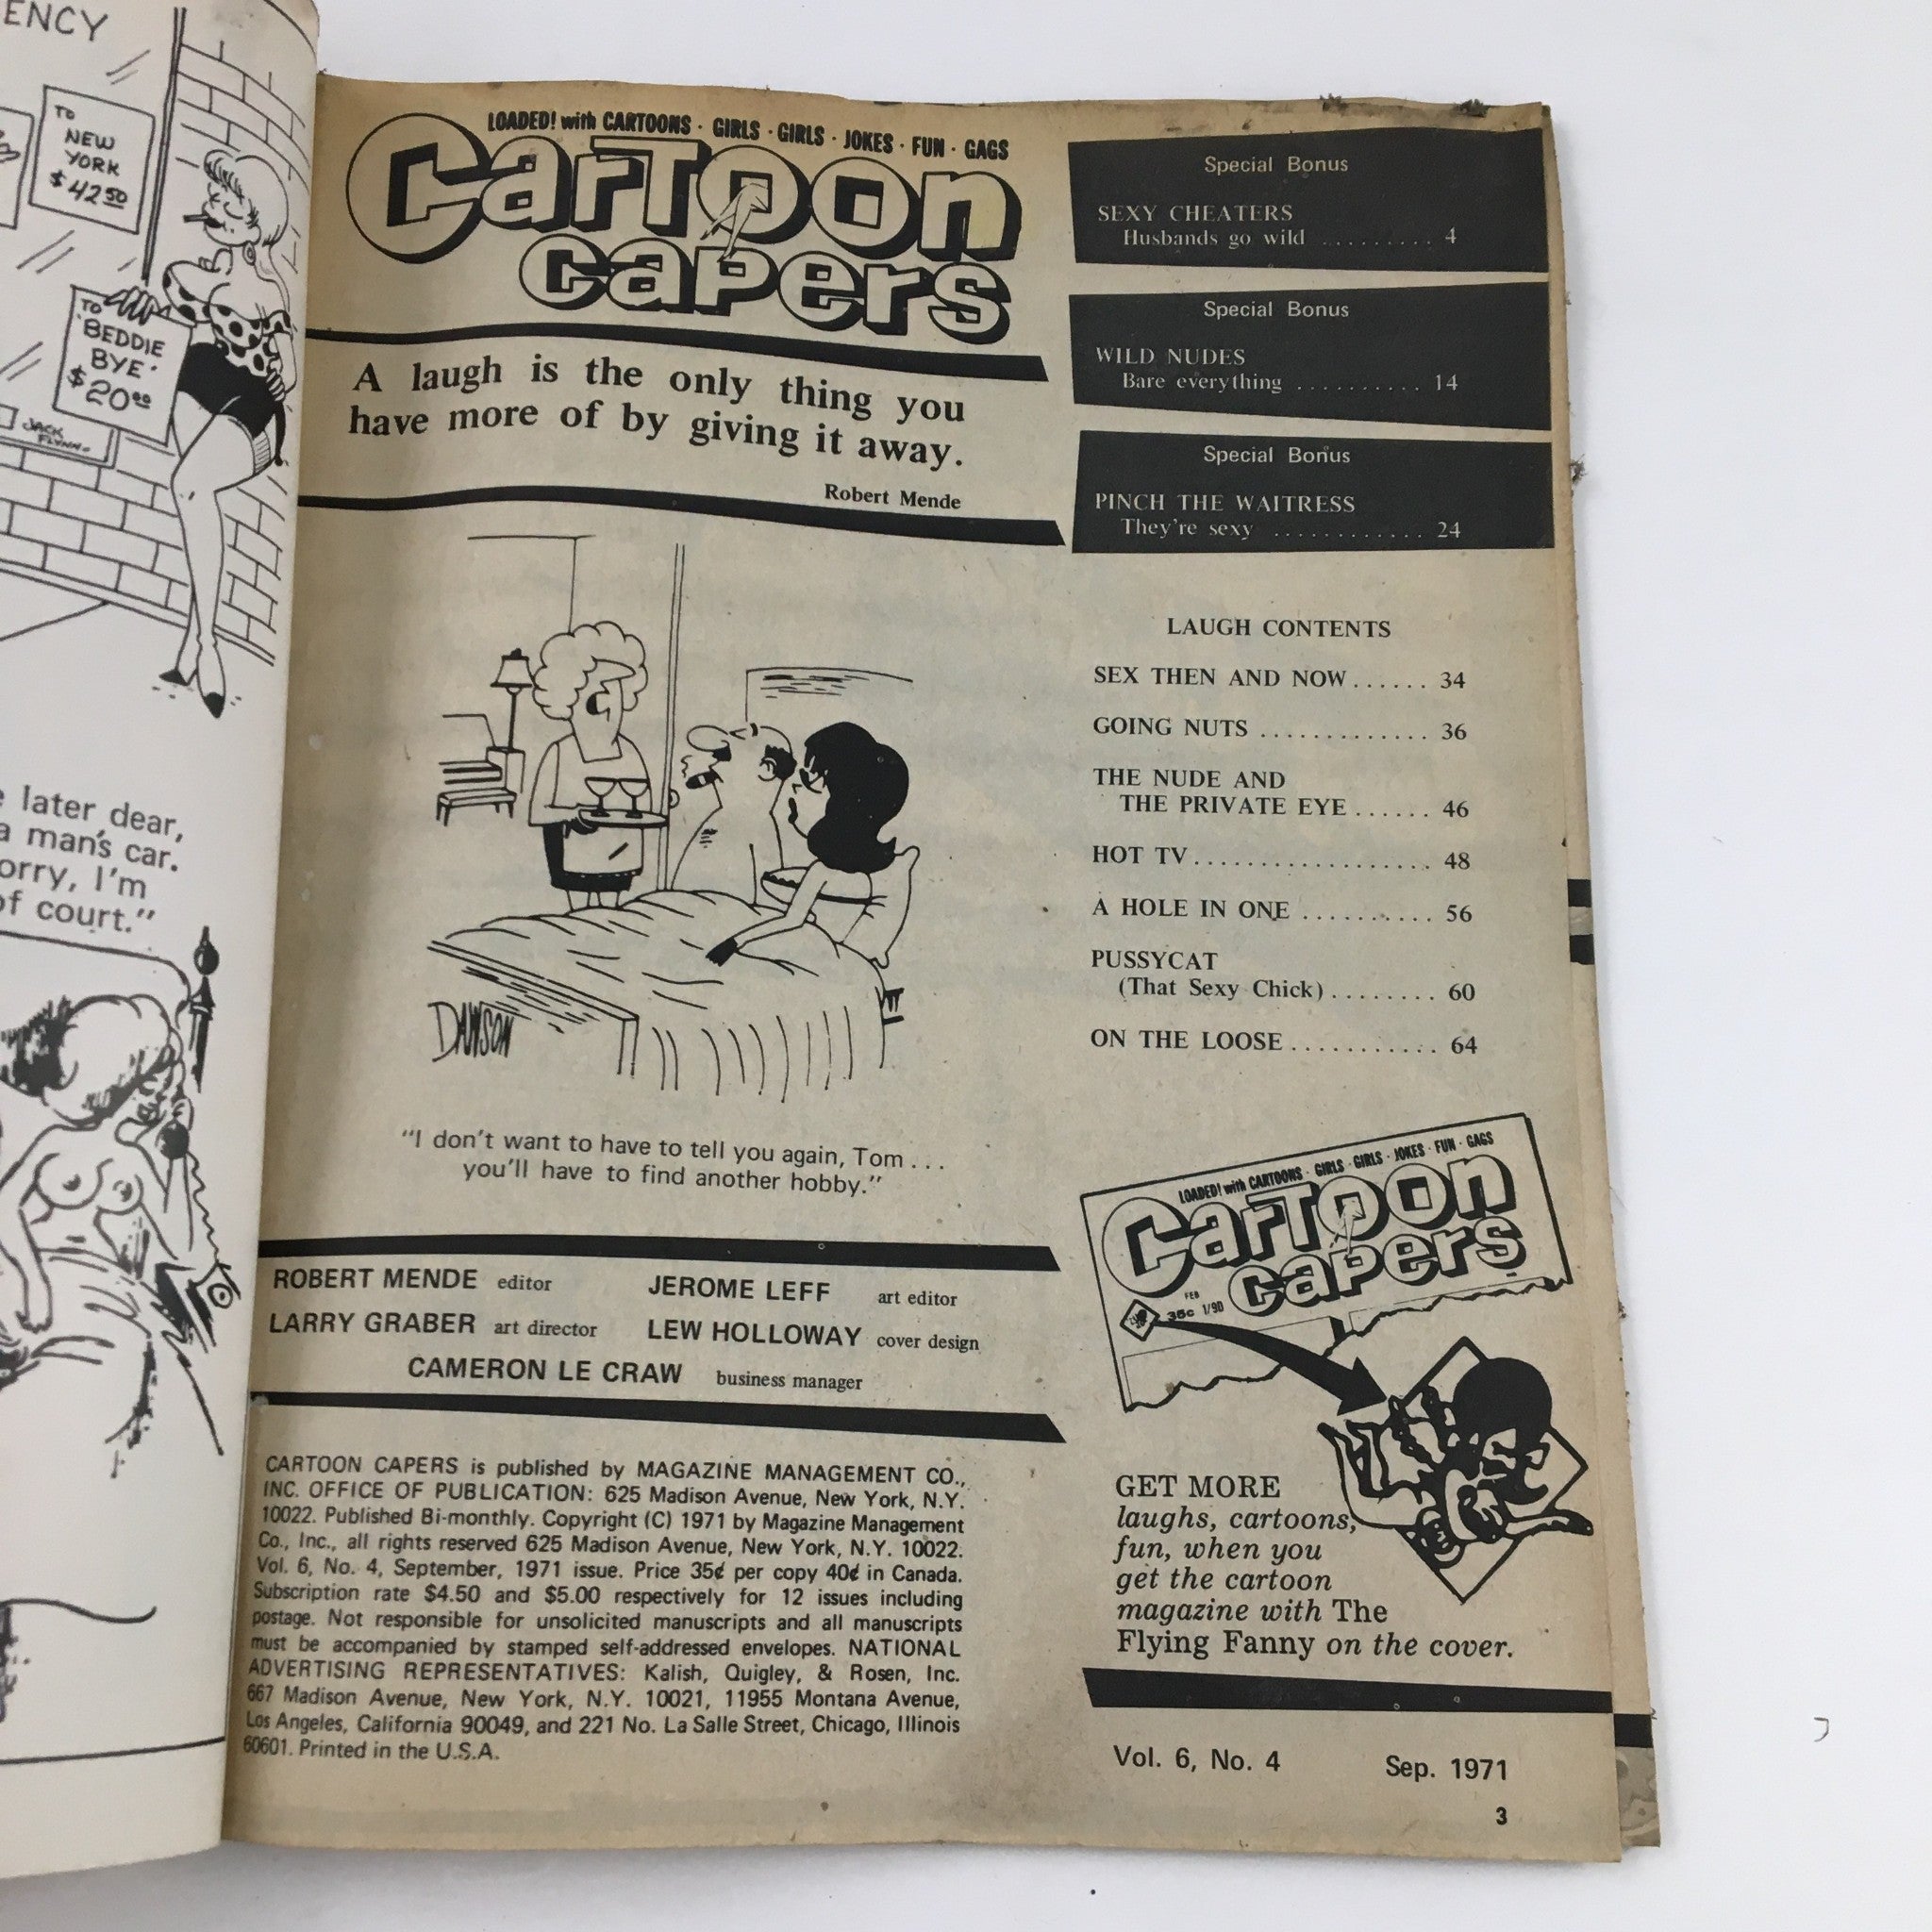 ENCY
TO
NEW
YORK
$42.50
TO
'BEDDIE
BYE'
$20.00
JACK
FLYNN
later dear,
a man's car.
I'm
of court."
LOADED! with CARTOONS · GIRLS · GIRLS · JOKES · FUN · GAGS
Cartoon
Capers
A laugh is the only thing you
have more of by giving it away.
Robert Mende
DAWSON
"I don't want to have to tell you again, Tom...
you'll have to find another hobby."
ROBERT MENDE editor
JEROME LEFF art editor
LARRY GRABER art director
LEW HOLLOWAY cover design
CAMERON LE CRAW business manager
CARTOON CAPERS is published by MAGAZINE MANAGEMENT CO.,
INC. OFFICE OF PUBLICATION: 625 Madison Avenue, New York, N.Y.
10022. Published Bi-monthly. Copyright (C) 1971 by Magazine Management
Co., Inc., all rights reserved 625 Madison Avenue, New York, N.Y. 10022.
Vol. 6, No. 4, September, 1971 issue. Price 35¢ per copy 40¢ in Canada.
Subscription rate $4.50 and $5.00 respectively for 12 issues including
postage. Not responsible for unsolicited manuscripts and all manuscripts
must be accompanied by stamped self-addressed envelopes. NATIONAL
ADVERTISING REPRESENTATIVES: Kalish, Quigley, & Rosen, Inc.
667 Madison Avenue, New York, N.Y. 10021, 11955 Montana Avenue,
Los Angeles, California 90049, and 221 No. La Salle Street, Chicago, Illinois
60601. Printed in the U.S.A.
Special Bonus
SEXY CHEATERS
Husbands go wild ......... 4
Special Bonus
WILD NUDES
Bare everything .......... 14
Special Bonus
PINCH THE WAITRESS
They're sexy ............ 24
LAUGH CONTENTS
SEX THEN AND NOW...... 34
GOING NUTS ............. 36
THE NUDE AND
THE PRIVATE EYE...... 46
HOT TV................... 48
A HOLE IN ONE .......... 56
PUSSYCAT
(That Sexy Chick)........ 60
ON THE LOOSE........... 64
LOADED! with CARTOONS · GIRLS · GIRLS · JOKES · FUN · GAGS
Cartoon
Capers
FEB
35c 1/9D
GET MORE
laughs, cartoons,
fun, when you
get the cartoon
magazine with The
Flying Fanny on the cover.
Vol. 6, No. 4 Sep. 1971
3